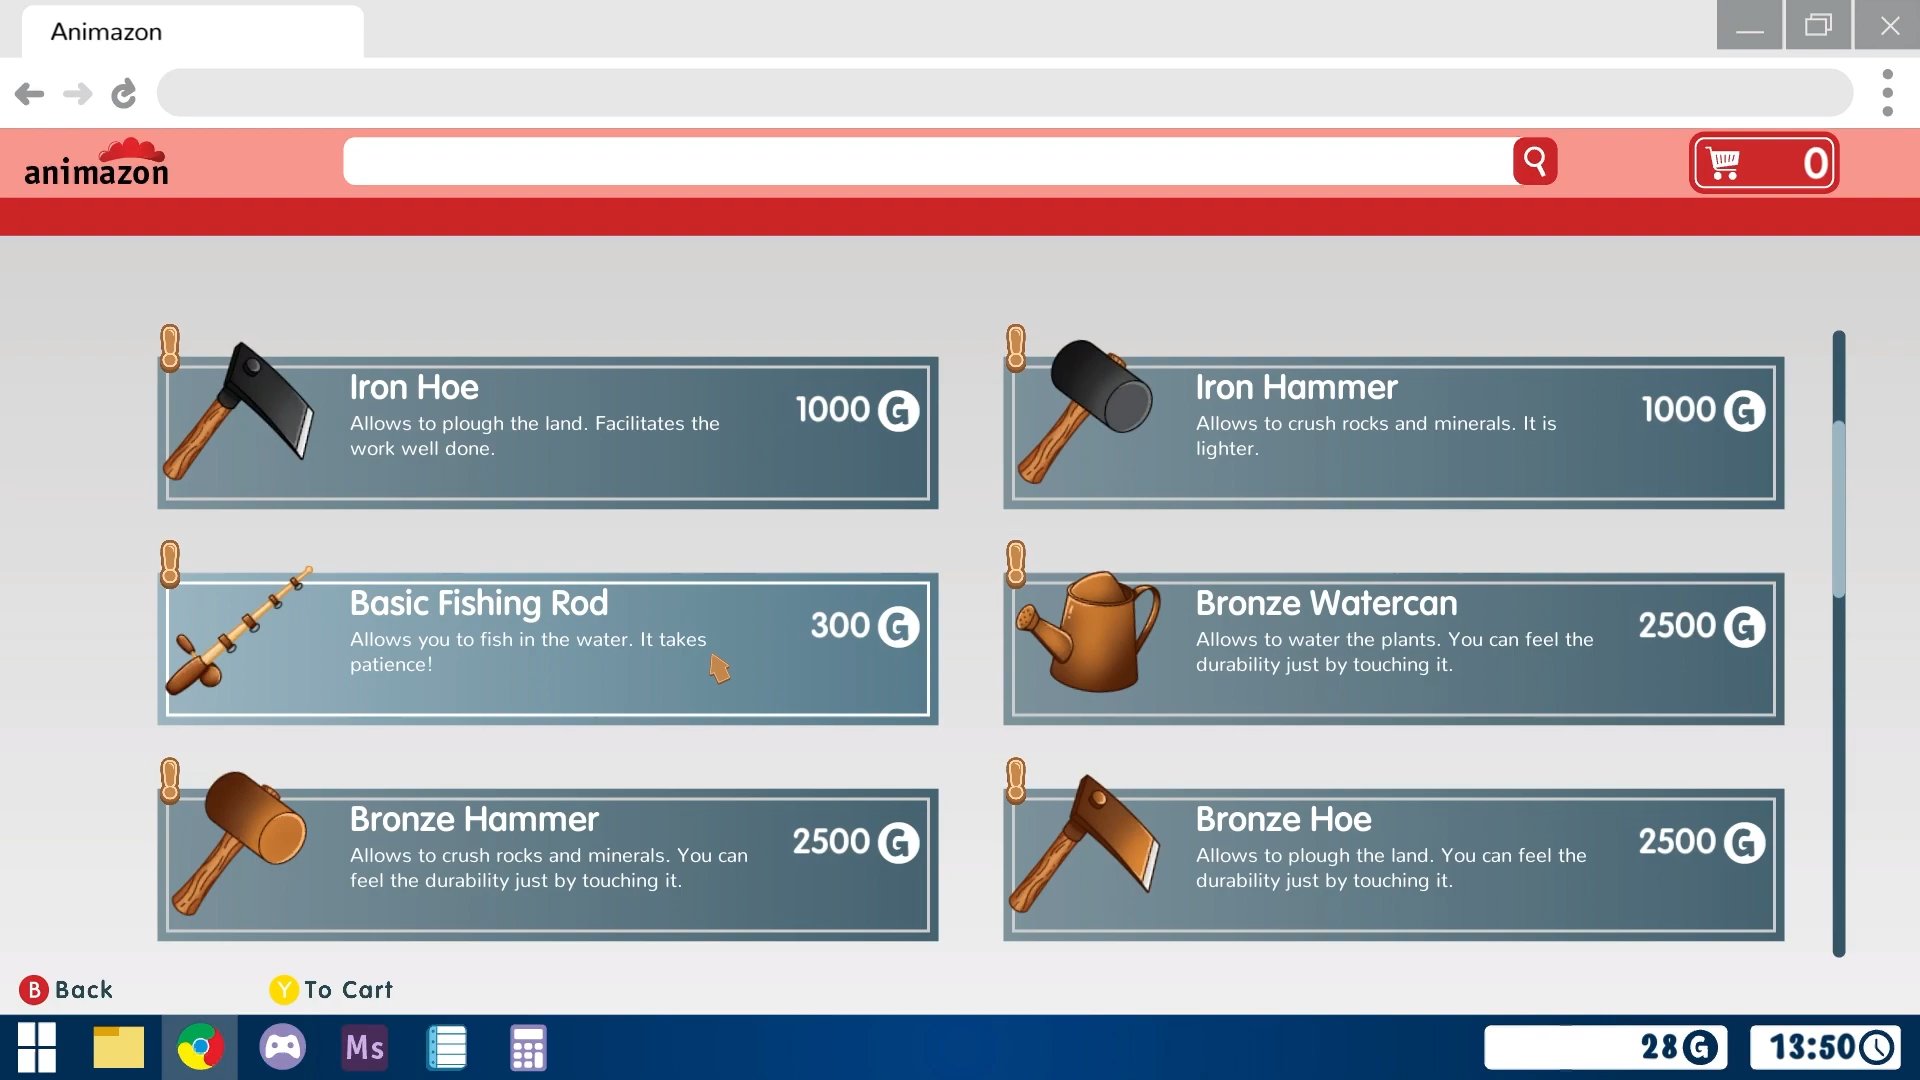 Animazon
animazon
0
Iron Hoe
1000 G
Allows to plough the land. Facilitates the
work well done.
Iron Hammer
1000 G
Allows to crush rocks and minerals. It is
lighter.
Basic Fishing Rod
300 G
Allows you to fish in the water. It takes
patience!
Bronze Watercan
2500 G
Allows to water the plants. You can feel the
durability just by touching it.
Bronze Hammer
2500 G
Allows to crush rocks and minerals. You can
feel the durability just by touching it.
Bronze Hoe
2500 G
Allows to plough the land. You can feel the
durability just by touching it.
B Back
Y To Cart
Ms
28 G
13:50